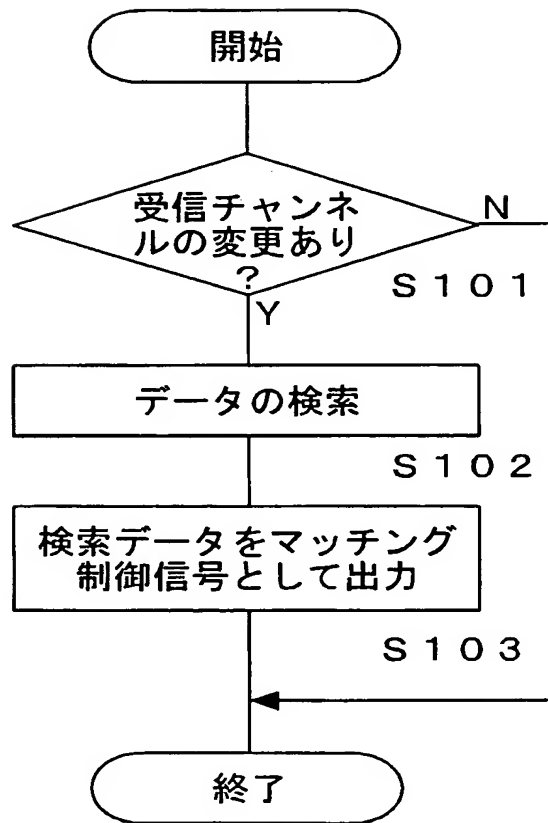 開始
受信チャンネ
ルの変更あり
?
N
S101
Y
データの検索
S102
検索データをマッチング
制御信号として出力
S103
終了